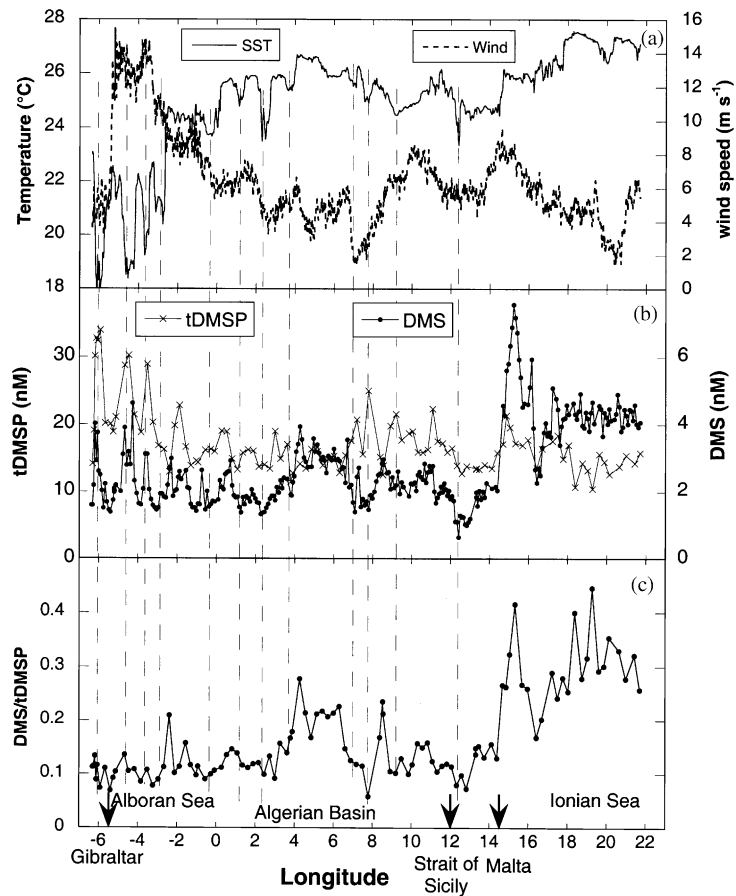 28
26
24
22
20
18
Temperature (°C)
SST
Wind
(a)
16
14
12
10
8
6
4
2
0
wind speed (m s⁻¹)
30
20
10
0
tDMSP (nM)
tDMSP
DMS
(b)
6
4
2
0
DMS (nM)
0.4
0.3
0.2
0.1
0
DMS/tDMSP
(c)
Alboran Sea
Algerian Basin
Ionian Sea
-6 -4 -2 0 2 4 6 8 10 12 14 16 18 20 22
Gibraltar
Longitude
Strait of Sicily
Malta